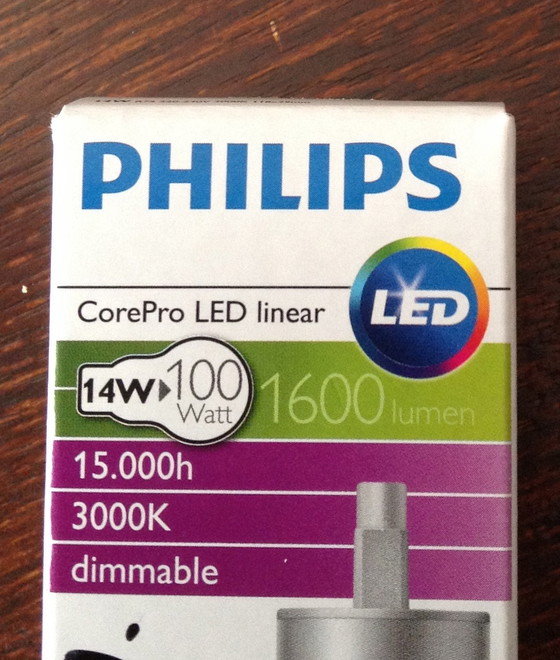 PHILIPS
CorePro LED linear
LED
14W 100 Watt 1600 lumen
15.000h
3000K
dimmable